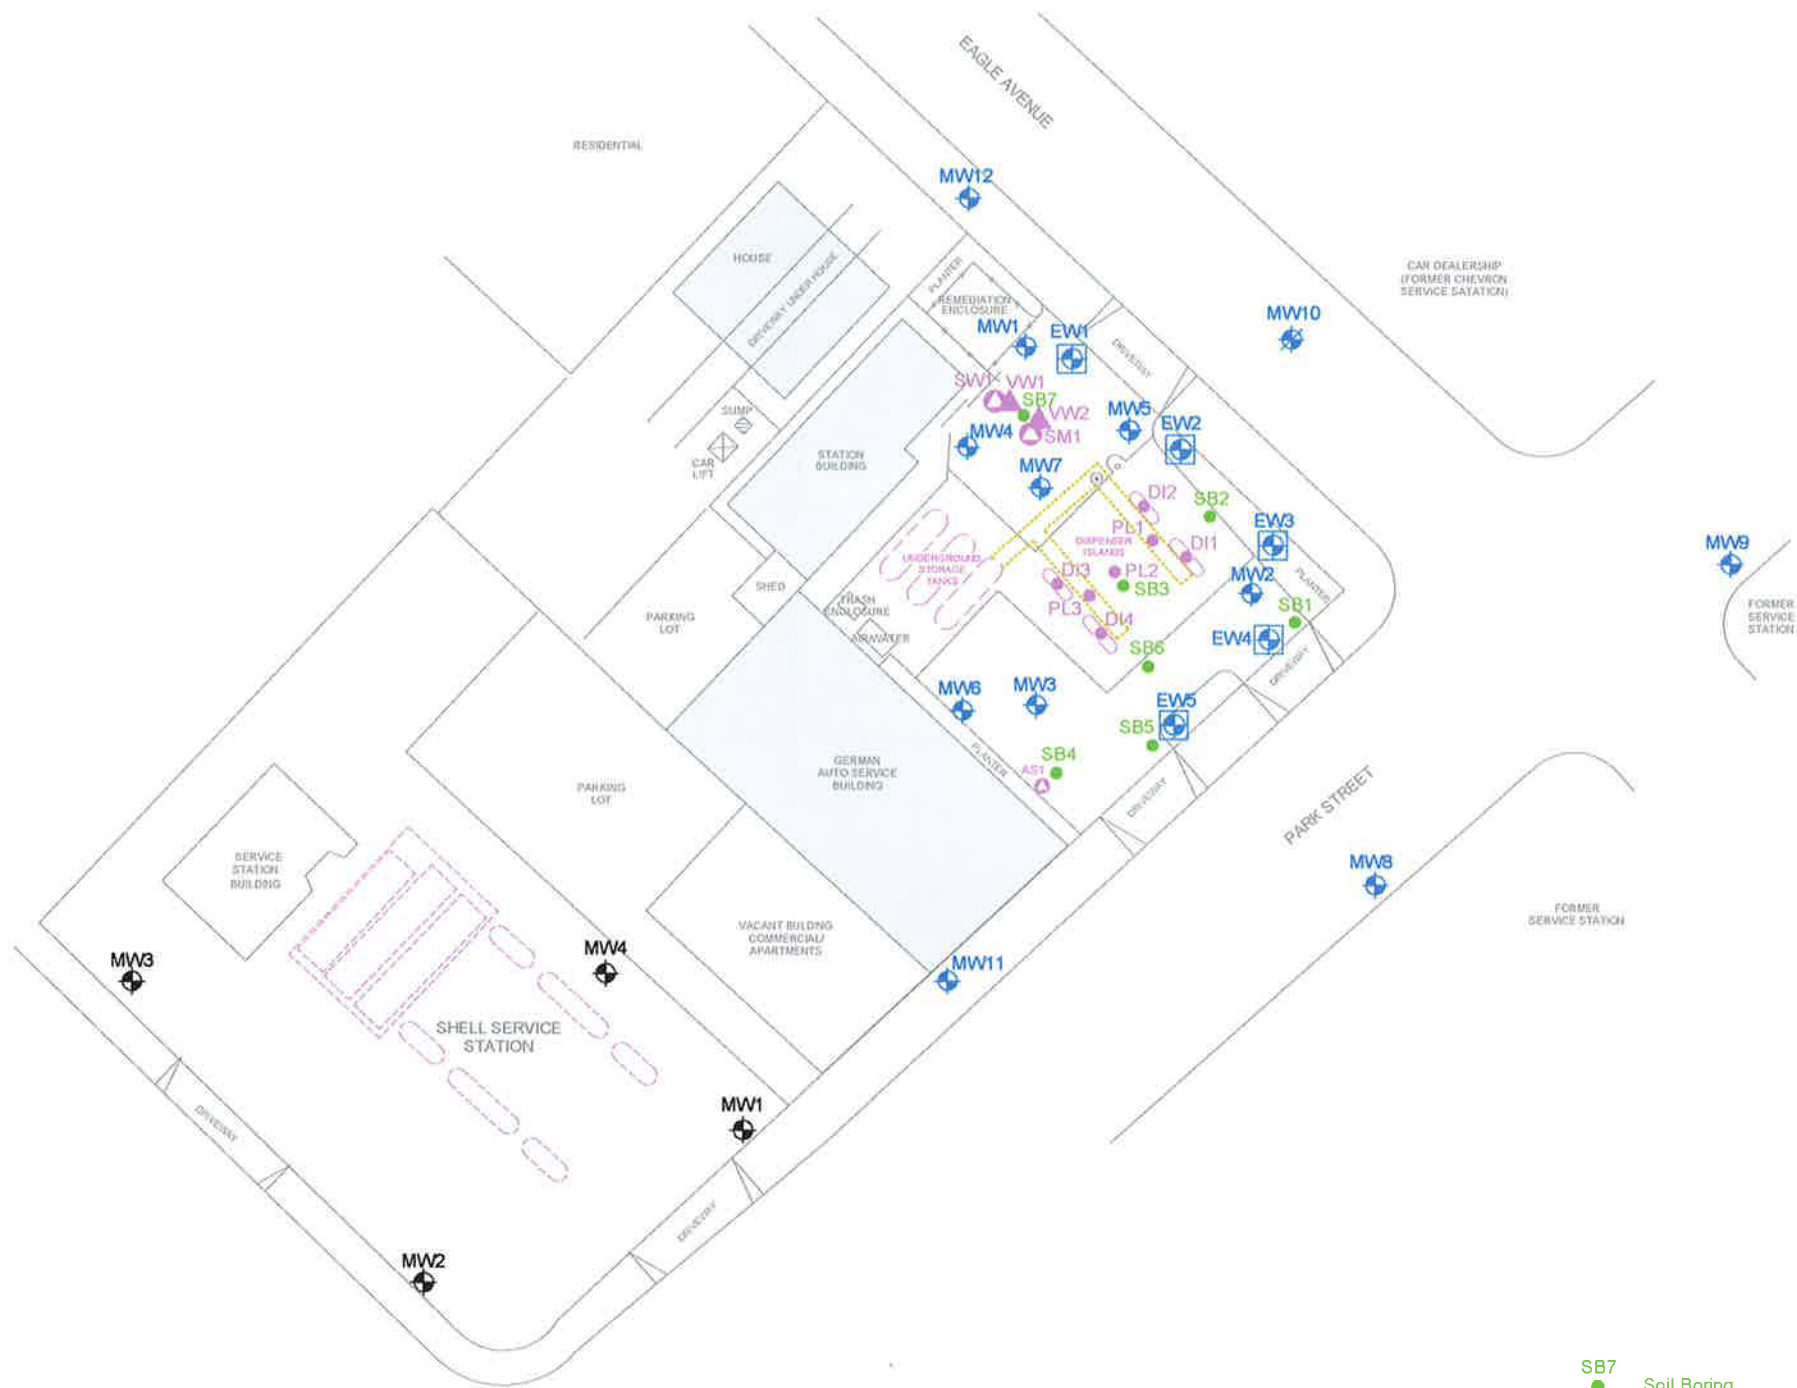 EAGLE AVENUE
RESIDENTIAL
MW12
HOUSE
DRIVEWAY UNDER HOUSE
PLANTER
REMEDIATION
ENCLOSURE
CAR DEALERSHIP
(FORMER CHEVRON
SERVICE SATATION)
MW10
MW1
EW1
DRIVEWAY
SW1
VW1
SB7
VW2
SM1
MW5
EW2
MW4
MW7
SUMP
CAR
LIFT
STATION
BUILDING
DI2
SB2
PL1
DISPENSER
ISLANDS
DI1
EW3
MW9
UNDERGROUND
STORAGE
TANKS
DI3
PL2
SB3
MW2
PLANTER
SHED
TRASH
ENCLOSURE
PL3
DI4
SB1
FORMER
SERVICE
STATION
PARKING
LOT
AIR/WATER
SB6
EW4
DRIVEWAY
MW6
MW3
EW5
SB5
PLANTER
SB4
AS1
GERMAN
AUTO SERVICE
BUILDING
PARKING
LOT
DRIVEWAY
PARK STREET
MW8
SERVICE
STATION
BUILDING
FORMER
SERVICE STATION
VACANT BUILDING
COMMERCIAL/
APARTMENTS
MW3
MW4
MW11
SHELL SERVICE
STATION
MW1
DRIVEWAY
DRIVEWAY
MW2
SB7
Soil Boring